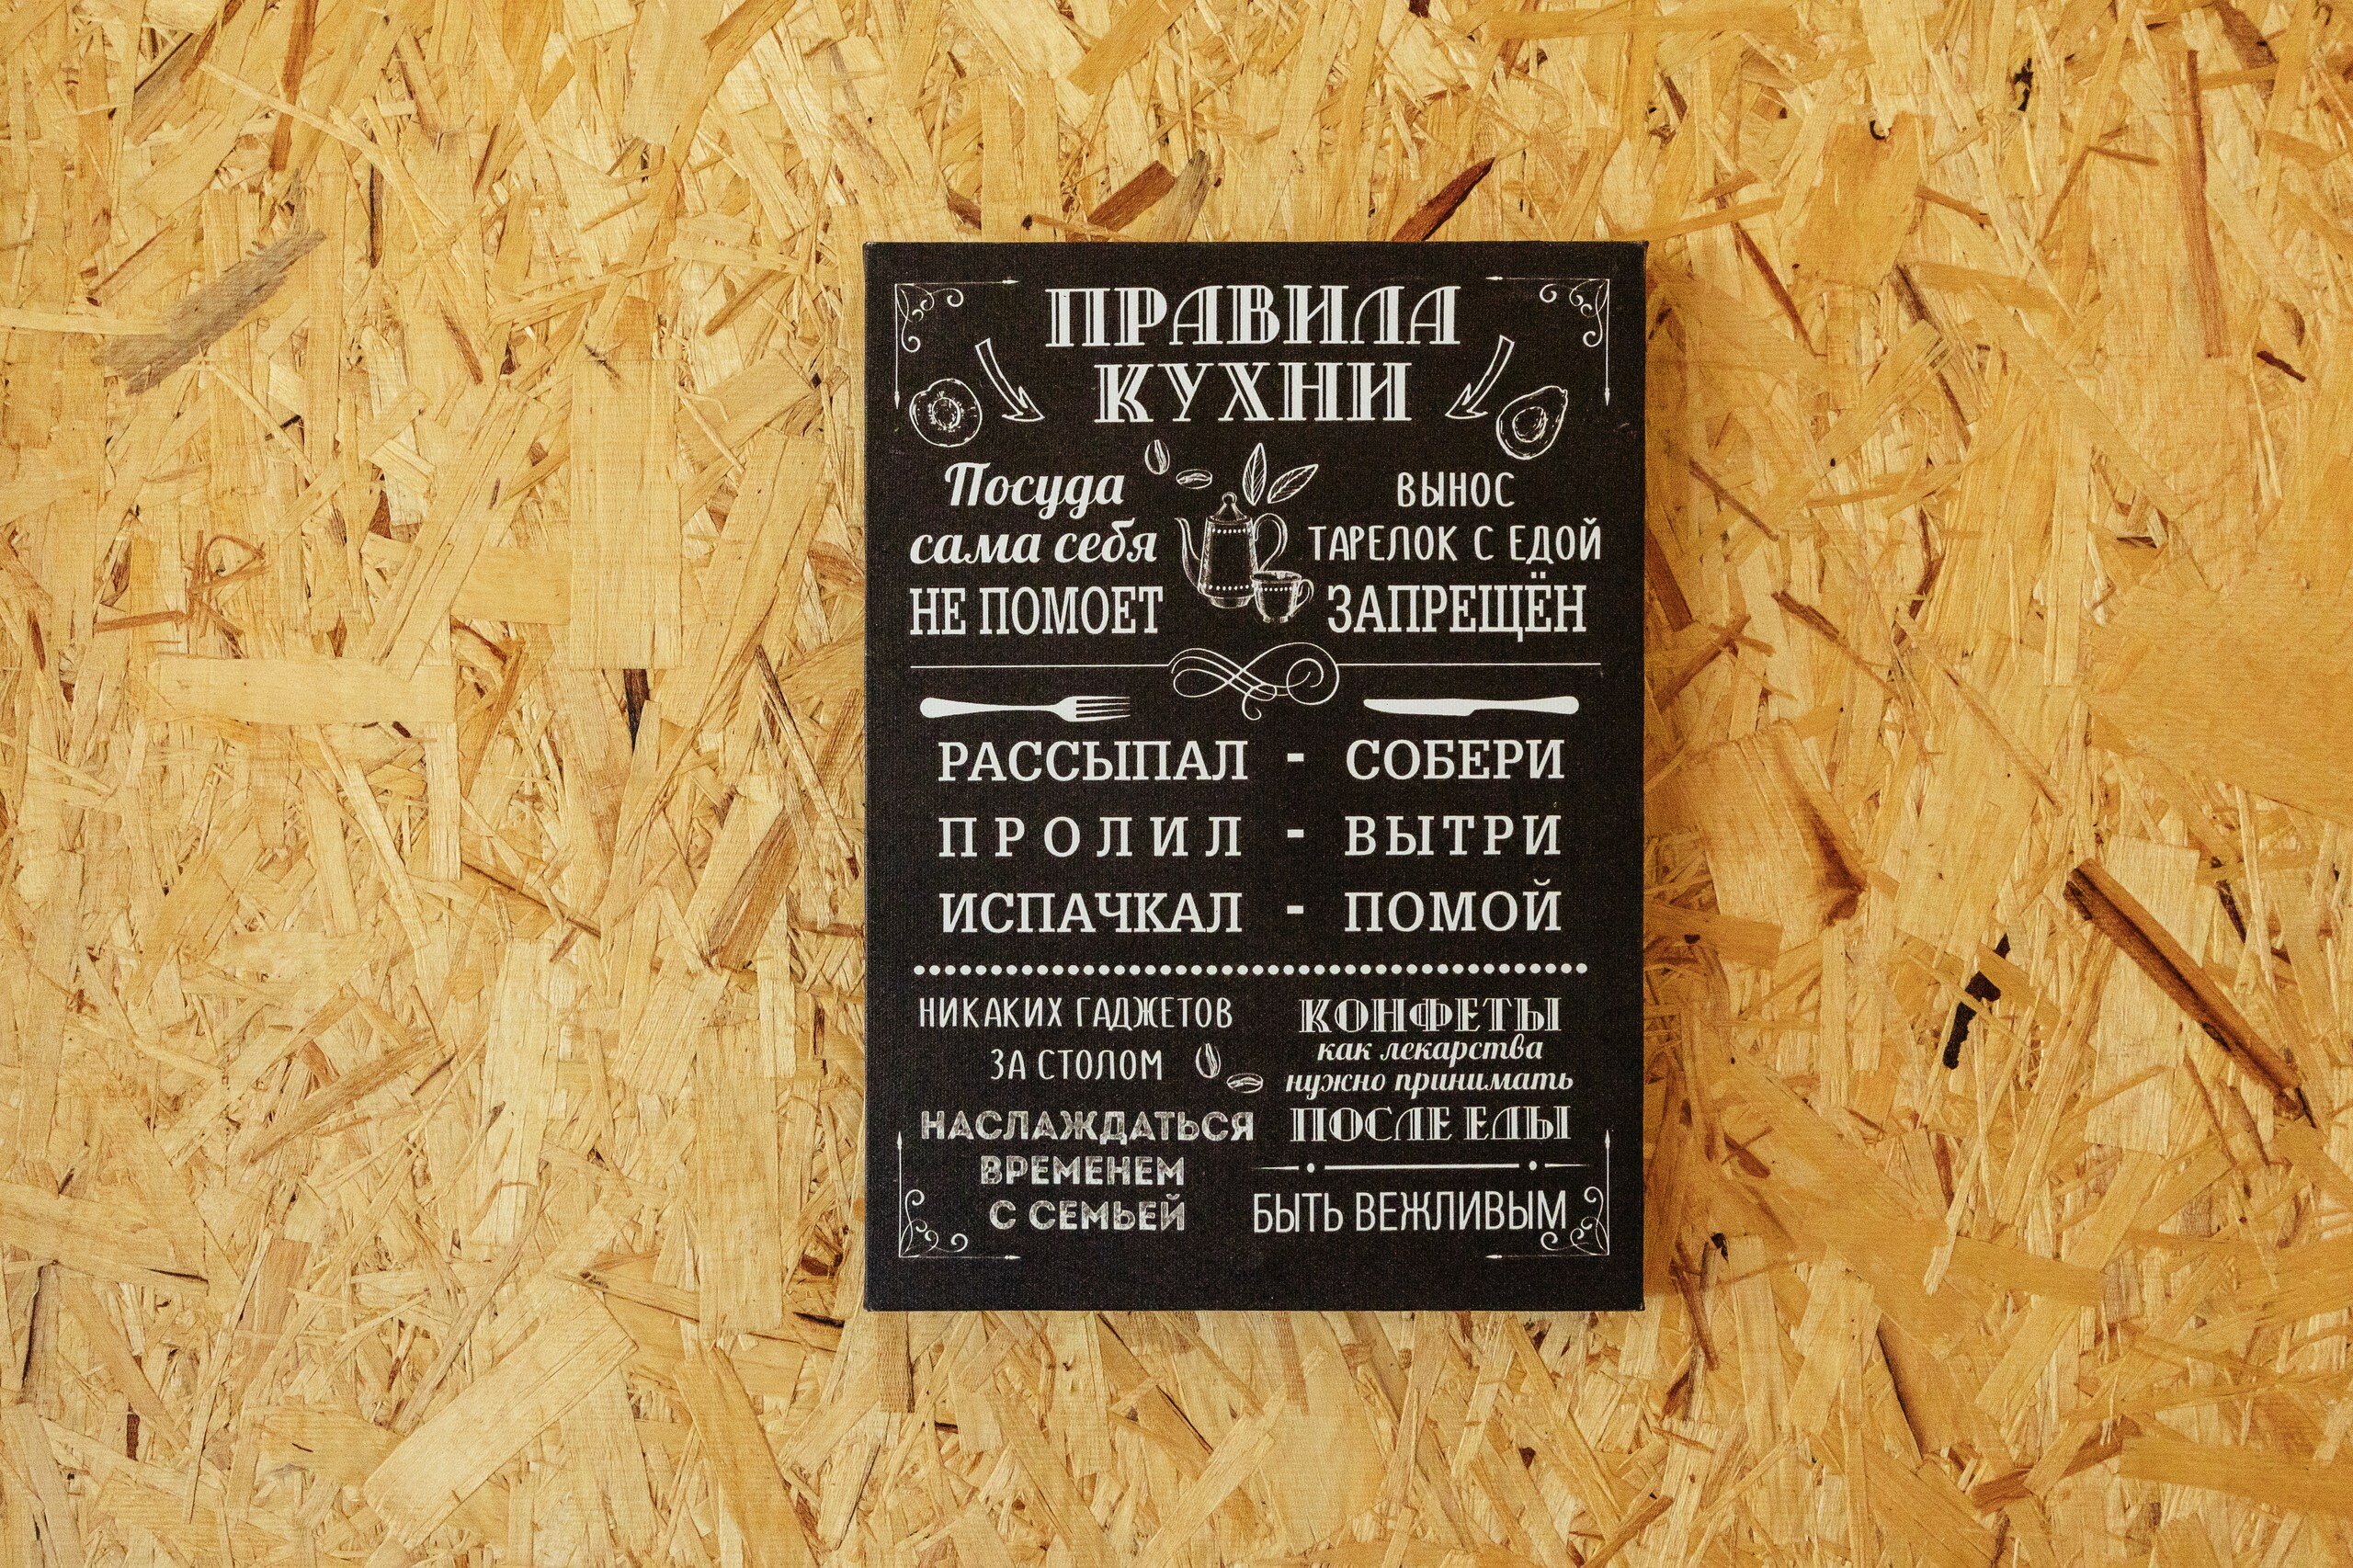 ПРАВИЛА
КУХНИ
Посуда
сама себя
НЕ ПОМОЕТ
ВЫНОС
ТАРЕЛОК С ЕДОЙ
ЗАПРЕЩЁН
РАССЫПАЛ - СОБЕРИ
ПРОЛИЛ - ВЫТРИ
ИСПАЧКАЛ - ПОМОЙ
НИКАКИХ ГАДЖЕТОВ
ЗА СТОЛОМ
НАСЛАЖДАТЬСЯ
ВРЕМЕНЕМ
С СЕМЬЕЙ
КОНФЕТЫ
как лекарства
нужно принимать
ПОСЛЕ ЕДЫ
БЫТЬ ВЕЖЛИВЫМ